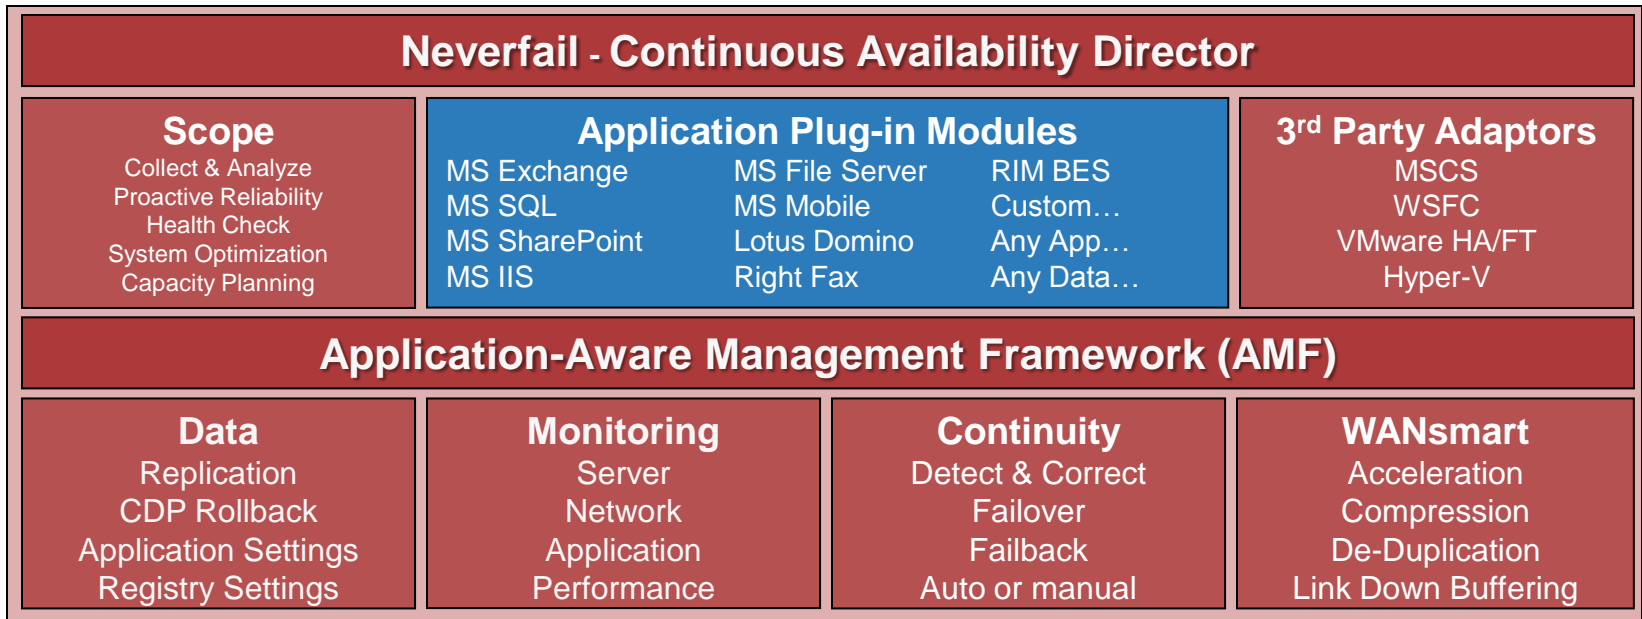 Neverfail - Continuous Availability Director
Scope
Collect & Analyze
Proactive Reliability
Health Check
System Optimization
Capacity Planning
Application Plug-in Modules
MS Exchange MS File Server RIM BES
MS SQL MS Mobile Custom…
MS SharePoint Lotus Domino Any App…
MS IIS Right Fax Any Data…
3rd Party Adaptors
MSCS
WSFC
VMware HA/FT
Hyper-V
Application-Aware Management Framework (AMF)
Data
Replication
CDP Rollback
Application Settings
Registry Settings
Monitoring
Server
Network
Application
Performance
Continuity
Detect & Correct
Failover
Failback
Auto or manual
WANsmart
Acceleration
Compression
De-Duplication
Link Down Buffering